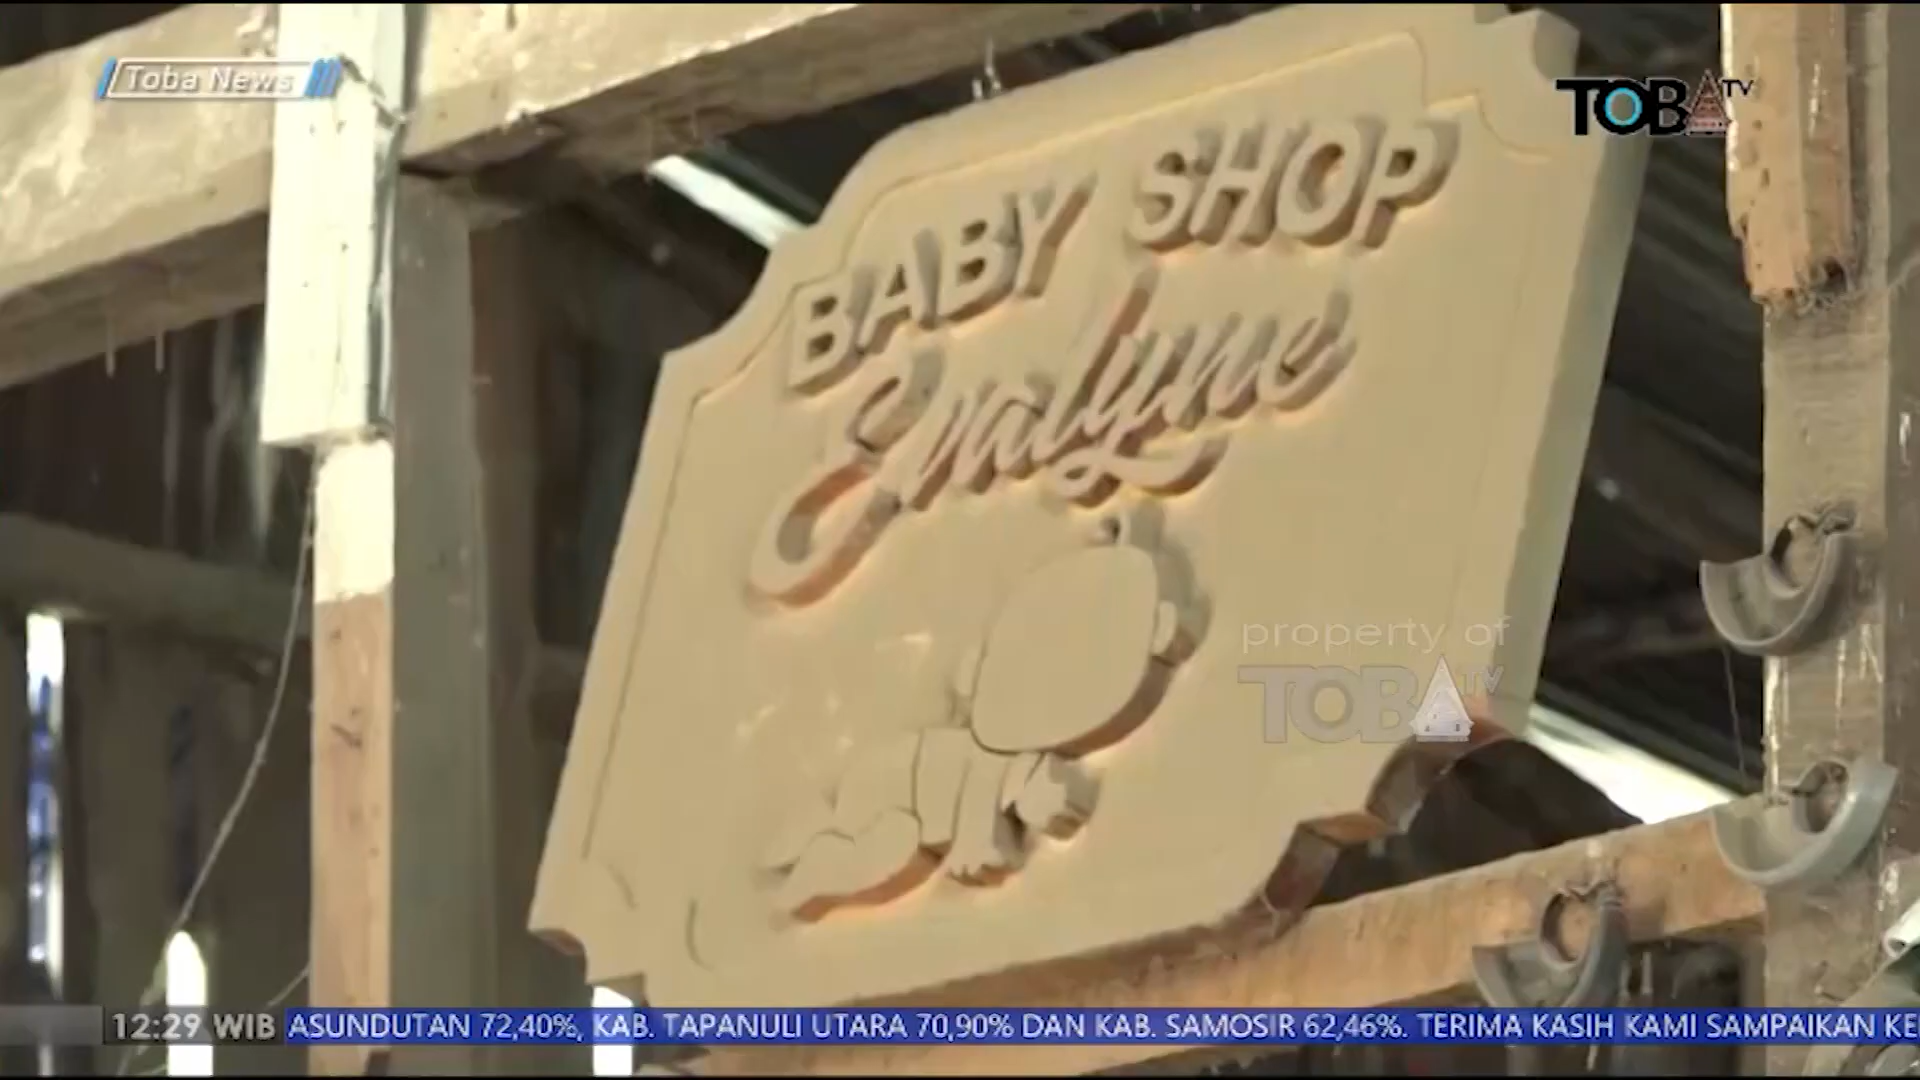 Toba News
TOBA TV
BABY SHOP
Evalyne
property of
TOBA TV
12:29 WIB
ASUNDUTAN 72,40%, KAB. TAPANULI UTARA 70,90% DAN KAB. SAMOSIR 62,46%. TERIMA KASIH KAMI SAMPAIKAN KE